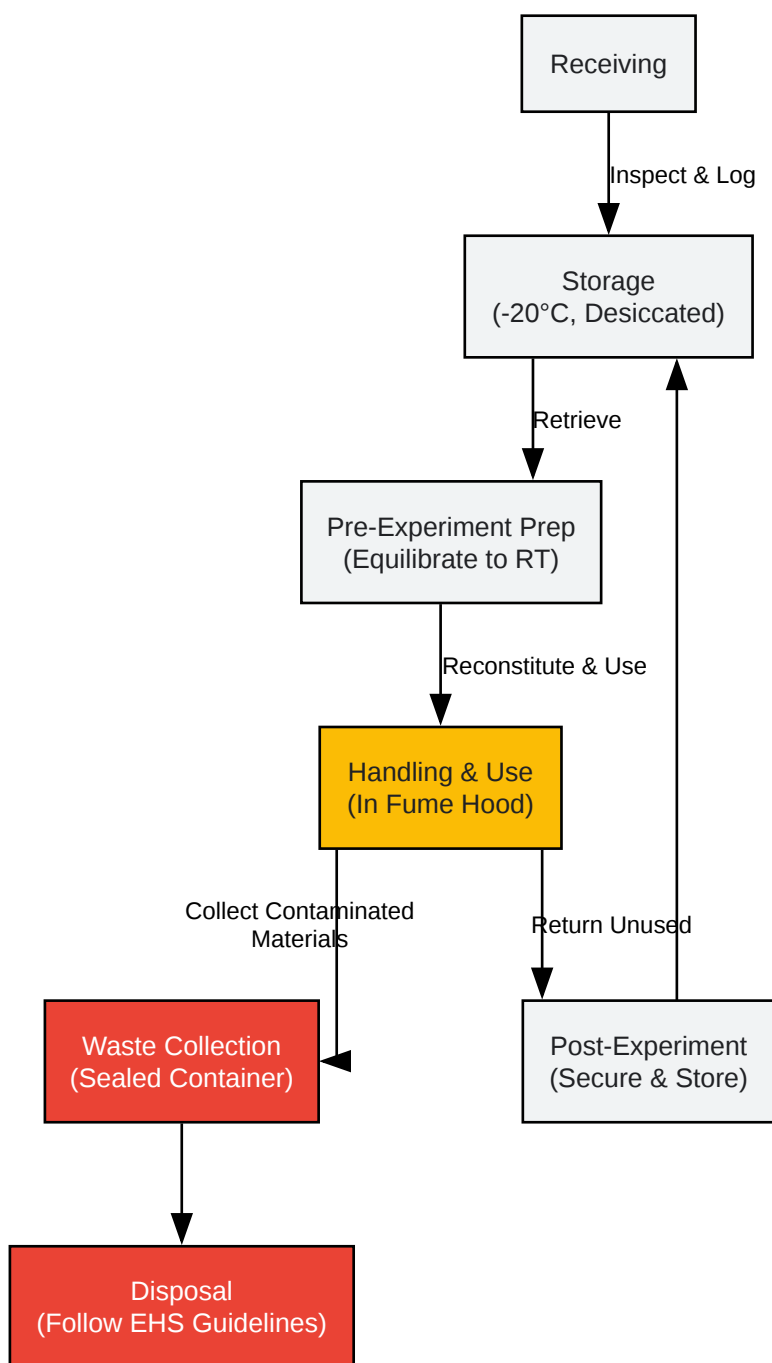 Receiving
Inspect & Log
Storage
(-20°C, Desiccated)
Retrieve
Pre-Experiment Prep
(Equilibrate to RT)
Reconstitute & Use
Handling & Use
(In Fume Hood)
Collect Contaminated
Materials
Return Unused
Waste Collection
(Sealed Container)
Post-Experiment
(Secure & Store)
Disposal
(Follow EHS Guidelines)